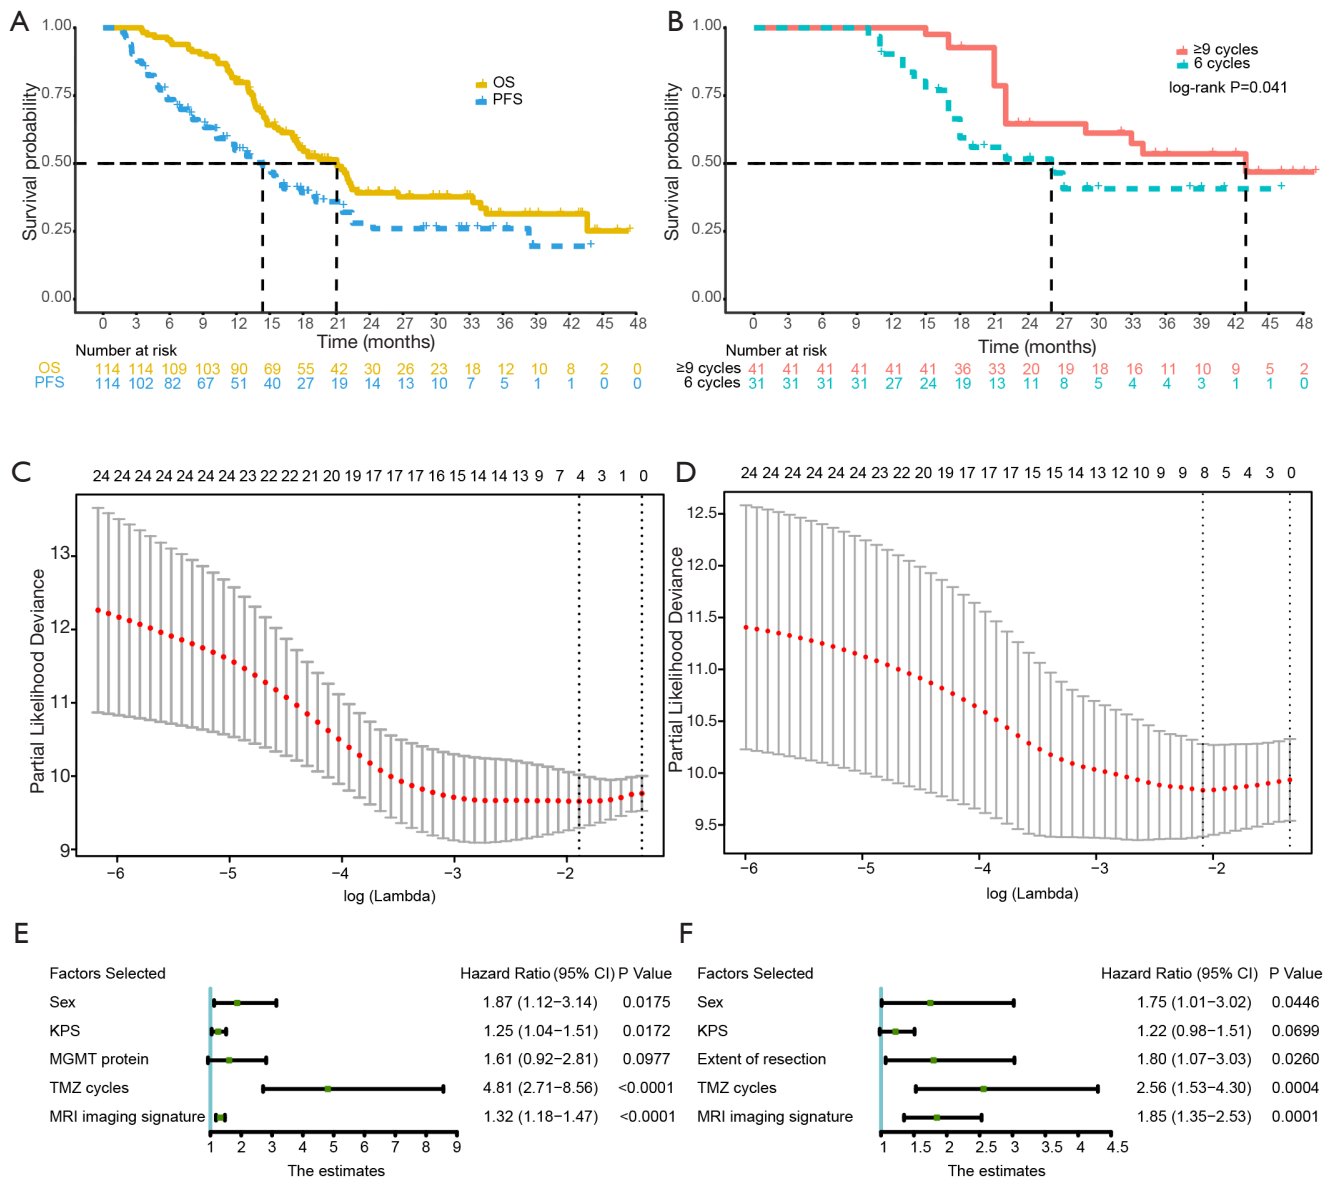 A
1.00
0.75
0.50
0.25
0.00
Survival probability
OS
PFS
0 3 6 9 12 15 18 21 24 27 30 33 36 39 42 45 48
Time (months)
Number at risk
OS 114 114 109 103 90 69 55 42 30 26 23 18 12 10 8 2 0
PFS 114 102 82 67 51 40 27 19 14 13 10 7 5 1 1 0 0
B
1.00
0.75
0.50
0.25
0.00
Survival probability
≥9 cycles
6 cycles
log-rank P=0.041
0 3 6 9 12 15 18 21 24 27 30 33 36 39 42 45 48
Time (months)
Number at risk
≥9 cycles 41 41 41 41 41 41 36 33 20 19 18 16 11 10 9 5 2
6 cycles 31 31 31 31 27 24 19 13 11 8 5 4 4 3 1 1 0
C
24 24 24 24 24 24 24 23 22 22 21 20 19 17 17 17 16 15 14 14 13 9 7 4 3 1 0
13
12
11
10
9
Partial Likelihood Deviance
−6 −5 −4 −3 −2
log (Lambda)
D
24 24 24 24 24 24 23 22 20 19 17 17 17 15 15 14 13 12 10 9 9 8 5 4 3 0
12.5
12.0
11.5
11.0
10.5
10.0
9.5
Partial Likelihood Deviance
−6 −5 −4 −3 −2
log (Lambda)
E
Factors Selected Hazard Ratio (95% CI) P Value
Sex 1.87 (1.12−3.14) 0.0175
KPS 1.25 (1.04−1.51) 0.0172
MGMT protein 1.61 (0.92−2.81) 0.0977
TMZ cycles 4.81 (2.71−8.56) <0.0001
MRI imaging signature 1.32 (1.18−1.47) <0.0001
1 2 3 4 5 6 7 8 9
The estimates
F
Factors Selected Hazard Ratio (95% CI) P Value
Sex 1.75 (1.01−3.02) 0.0446
KPS 1.22 (0.98−1.51) 0.0699
Extent of resection 1.80 (1.07−3.03) 0.0260
TMZ cycles 2.56 (1.53−4.30) 0.0004
MRI imaging signature 1.85 (1.35−2.53) 0.0001
1 1.5 2 2.5 3 3.5 4 4.5
The estimates